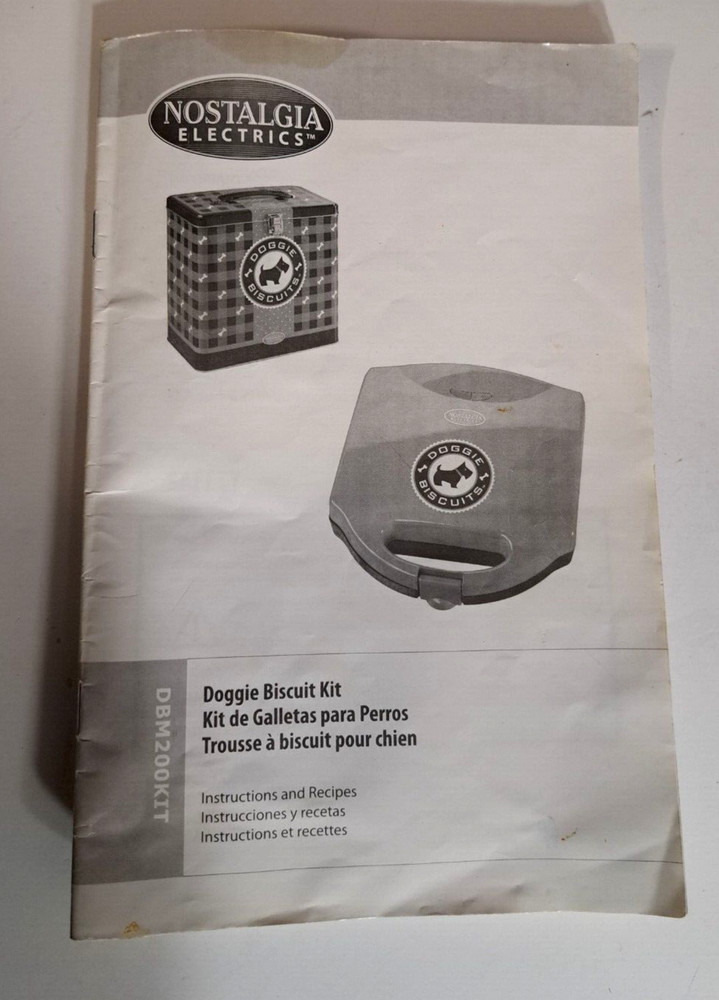 NOSTALGIA
ELECTRICS™
DOGGIE
BISCUITS
NOSTALGIA
DOGGIE
BISCUITS
DBM200KIT
Doggie Biscuit Kit
Kit de Galletas para Perros
Trousse à biscuit pour chien
Instructions and Recipes
Instrucciones y recetas
Instructions et recettes